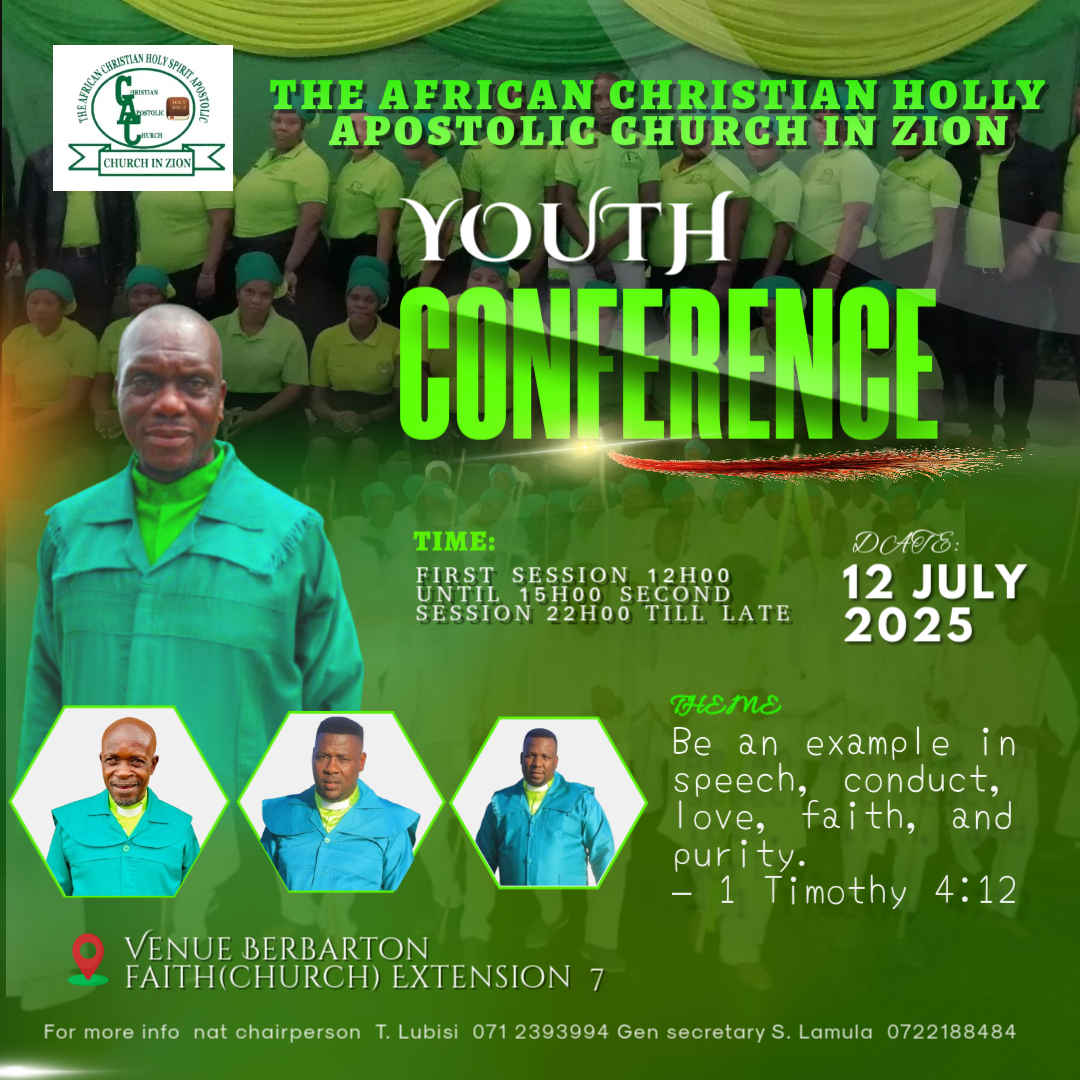 THE AFRICAN CHRISTIAN HOLY SPIRIT APOSTOLIC
CHRISTIAN
APOSTOLIC
CHURCH
HOLY BIBLE
CHURCH IN ZION
THE AFRICAN CHRISTIAN HOLLY
APOSTOLIC CHURCH IN ZION
YOUTH
CONFERENCE
TIME:
FIRST SESSION 12H00
UNTIL 15H00 SECOND
SESSION 22H00 TILL LATE
DATE:
12 JULY
2025
THEME
Be an example in
speech, conduct,
love, faith, and
purity.
– 1 Timothy 4:12
VENUE BERBARTON
FAITH(CHURCH) EXTENSION 7
For more info nat chairperson T. Lubisi 071 2393994 Gen secretary S. Lamula 0722188484